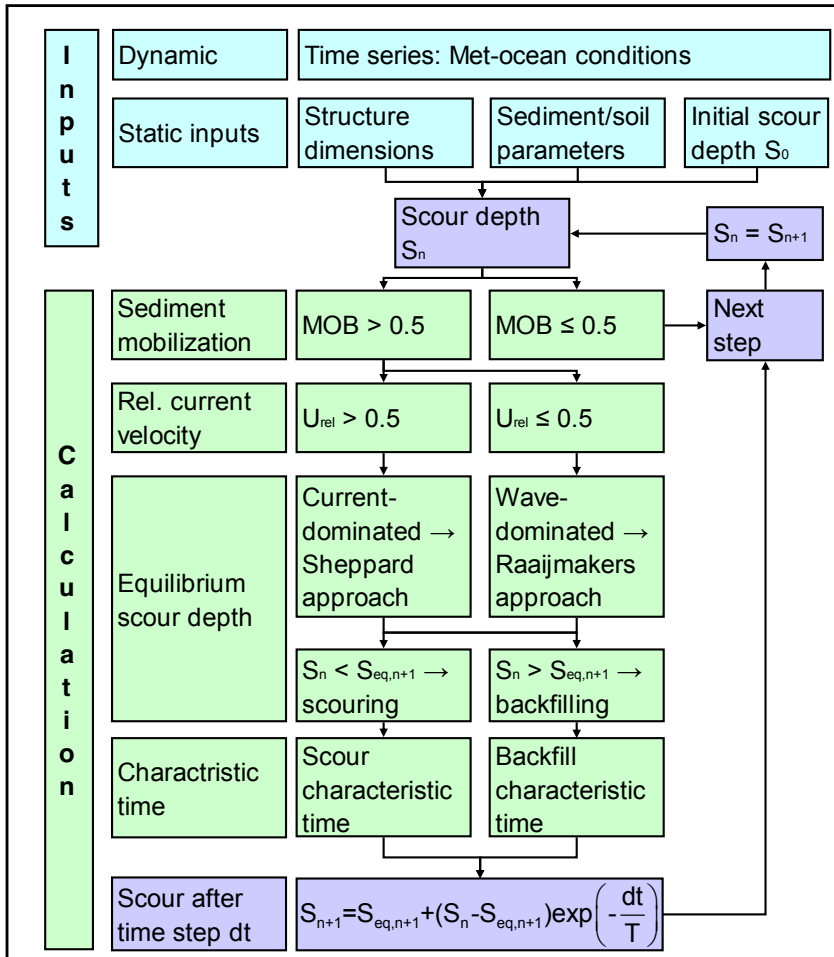 Inputs
Dynamic
Time series: Met-ocean conditions
Static inputs
Structure
dimensions
Sediment/soil
parameters
Initial scour
depth S₀
Scour depth
Sₙ
Sₙ = Sₙ₊₁
Calculation
Sediment
mobilization
MOB > 0.5
MOB ≤ 0.5
Next
step
Rel. current
velocity
U_rel > 0.5
U_rel ≤ 0.5
Equilibrium
scour depth
Current-
dominated →
Sheppard
approach
Wave-
dominated →
Raaijmakers
approach
Sₙ < S_eq,n+1 →
scouring
Sₙ > S_eq,n+1 →
backfilling
Charactristic
time
Scour
characteristic
time
Backfill
characteristic
time
Scour after
time step dt
Sₙ₊₁=S_eq,n+1+(Sₙ-S_eq,n+1)exp(-dt/T)